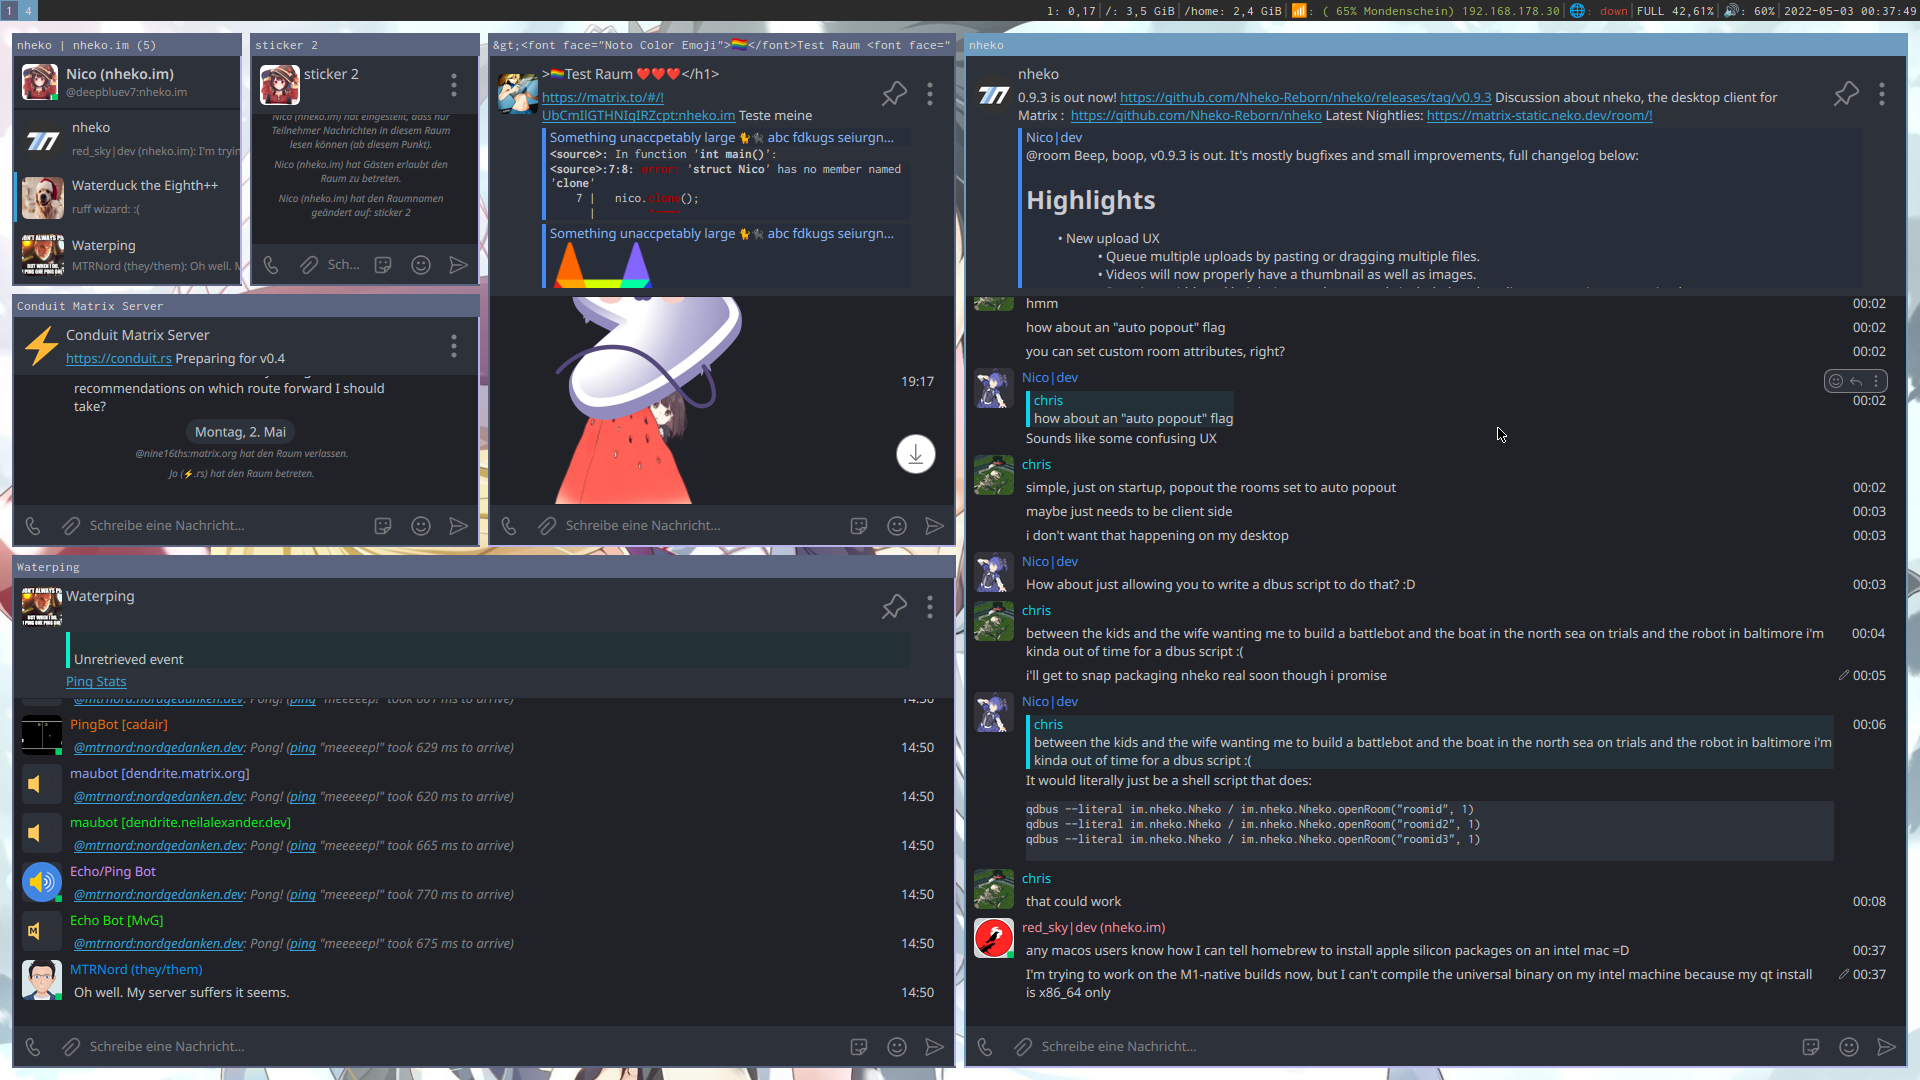 1 4
1: 0,17 | /: 3,5 GiB | /home: 2,4 GiB 📶: ( 65% Mondenschein) 192.168.178.30 🌐: down | FULL 42,61% | 🔊: 60% | 2022-05-03 00:37:49
nheko | nheko.im (5)
Nico (nheko.im)
@deepbluev7:nheko.im
nheko
red_sky|dev (nheko.im): I'm tryin
Waterduck the Eighth++
ruff wizard: :(
Waterping
MTRNord (they/them): Oh well. M
sticker 2
sticker 2
Nico (nheko.im) hat eingestellt, dass nur
Teilnehmer Nachrichten in diesem Raum
lesen können (ab diesem Punkt).
Nico (nheko.im) hat Gästen erlaubt den
Raum zu betreten.
Nico (nheko.im) hat den Raumnamen
geändert auf: sticker 2
Sch...
Conduit Matrix Server
Conduit Matrix Server
https://conduit.rs Preparing for v0.4
recommendations on which route forward I should
take?
Montag, 2. Mai
@nine16ths:matrix.org hat den Raum verlassen.
Jo (⚡.rs) hat den Raum betreten.
Schreibe eine Nachricht...
&gt;<font face="Noto Color Emoji">🏳️‍🌈</font>Test Raum <font face="
>🏳️‍🌈Test Raum ❤️❤️❤️</h1>
https://matrix.to/#/!
UbCmIlGTHNIqIRZcpt:nheko.im Teste meine
Something unaccpetably large 🐈🐈‍⬛ abc fdkugs seiurgn...
<source>: In function 'int main()':
<source>:7:8: error: 'struct Nico' has no member named
'clone'
7 |   nico.clone();
|        ^~~~~
Something unaccpetably large 🐈🐈‍⬛ abc fdkugs seiurgn...
19:17
Schreibe eine Nachricht...
Waterping
Waterping
Unretrieved event
Ping Stats
@mtrnord:nordgedanken.dev: Pong! (ping "meeeeep!" took 601 ms to arrive) 14:50
PingBot [cadair]
@mtrnord:nordgedanken.dev: Pong! (ping "meeeeep!" took 629 ms to arrive) 14:50
maubot [dendrite.matrix.org]
@mtrnord:nordgedanken.dev: Pong! (ping "meeeeep!" took 620 ms to arrive) 14:50
maubot [dendrite.neilalexander.dev]
@mtrnord:nordgedanken.dev: Pong! (ping "meeeeep!" took 665 ms to arrive) 14:50
Echo/Ping Bot
@mtrnord:nordgedanken.dev: Pong! (ping "meeeeep!" took 770 ms to arrive) 14:50
Echo Bot [MvG]
@mtrnord:nordgedanken.dev: Pong! (ping "meeeeep!" took 675 ms to arrive) 14:50
MTRNord (they/them)
Oh well. My server suffers it seems. 14:50
Schreibe eine Nachricht...
nheko
nheko
0.9.3 is out now! https://github.com/Nheko-Reborn/nheko/releases/tag/v0.9.3 Discussion about nheko, the desktop client for
Matrix : https://github.com/Nheko-Reborn/nheko Latest Nightlies: https://matrix-static.neko.dev/room/!
Nico|dev
@room Beep, boop, v0.9.3 is out. It's mostly bugfixes and small improvements, full changelog below:
Highlights
• New upload UX
• Queue multiple uploads by pasting or dragging multiple files.
• Videos will now properly have a thumbnail as well as images.
hmm 00:02
how about an "auto popout" flag 00:02
you can set custom room attributes, right? 00:02
Nico|dev
chris 00:02
how about an "auto popout" flag
Sounds like some confusing UX
chris
simple, just on startup, popout the rooms set to auto popout 00:02
maybe just needs to be client side 00:03
i don't want that happening on my desktop 00:03
Nico|dev
How about just allowing you to write a dbus script to do that? :D 00:03
chris
between the kids and the wife wanting me to build a battlebot and the boat in the north sea on trials and the robot in baltimore i'm 00:04
kinda out of time for a dbus script :(
i'll get to snap packaging nheko real soon though i promise 00:05
Nico|dev
chris 00:06
between the kids and the wife wanting me to build a battlebot and the boat in the north sea on trials and the robot in baltimore i'm
kinda out of time for a dbus script :(
It would literally just be a shell script that does:
qdbus --literal im.nheko.Nheko / im.nheko.Nheko.openRoom("roomid", 1)
qdbus --literal im.nheko.Nheko / im.nheko.Nheko.openRoom("roomid2", 1)
qdbus --literal im.nheko.Nheko / im.nheko.Nheko.openRoom("roomid3", 1)
chris
that could work 00:08
red_sky|dev (nheko.im)
any macos users know how I can tell homebrew to install apple silicon packages on an intel mac =D 00:37
I'm trying to work on the M1-native builds now, but I can't compile the universal binary on my intel machine because my qt install 00:37
is x86_64 only
Schreibe eine Nachricht...